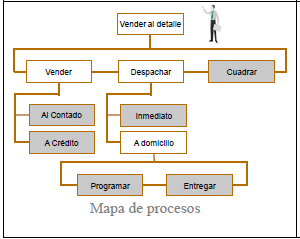 Vender al detalle
Vender
Despachar
Cuadrar
Al Contado
Inmediato
A Crédito
A domicilio
Programar
Entregar
Mapa de procesos